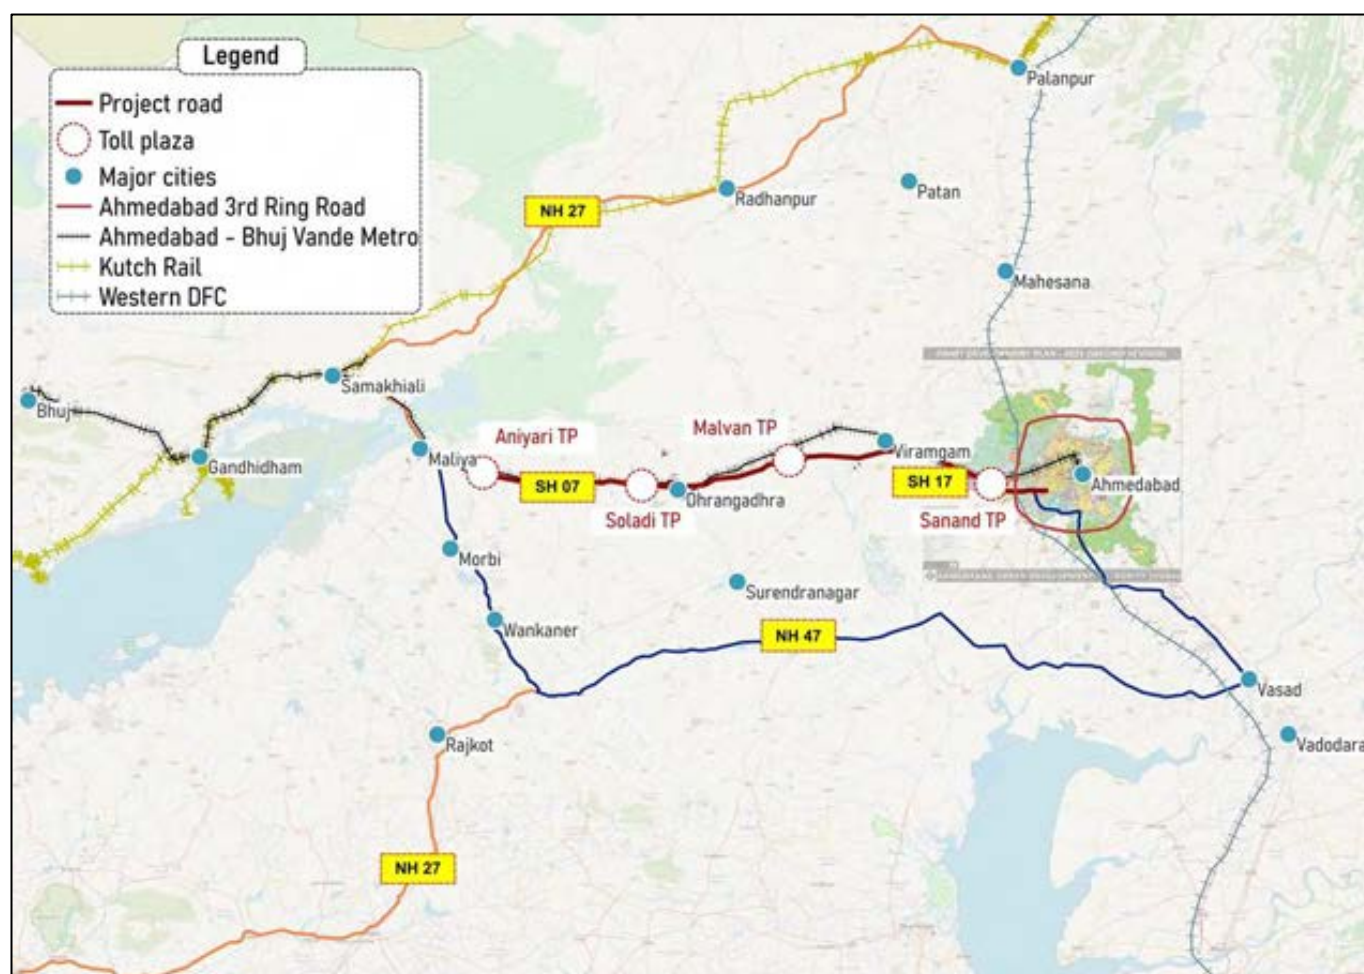 Legend
Project road
Toll plaza
Major cities
Ahmedabad 3rd Ring Road
Ahmedabad - Bhuj Vande Metro
Kutch Rail
Western DFC
Palanpur
Radhanpur
Patan
NH 27
Mahesana
Samakhiali
Bhuj
Gandhidham
Maliya
Aniyari TP
Malvan TP
Viramgam
SH 07
SH 17
Ahmedabad
Dhrangadhra
Soladi TP
Sanand TP
Morbi
Surendranagar
Wankaner
NH 47
Vasad
Rajkot
Vadodara
NH 27